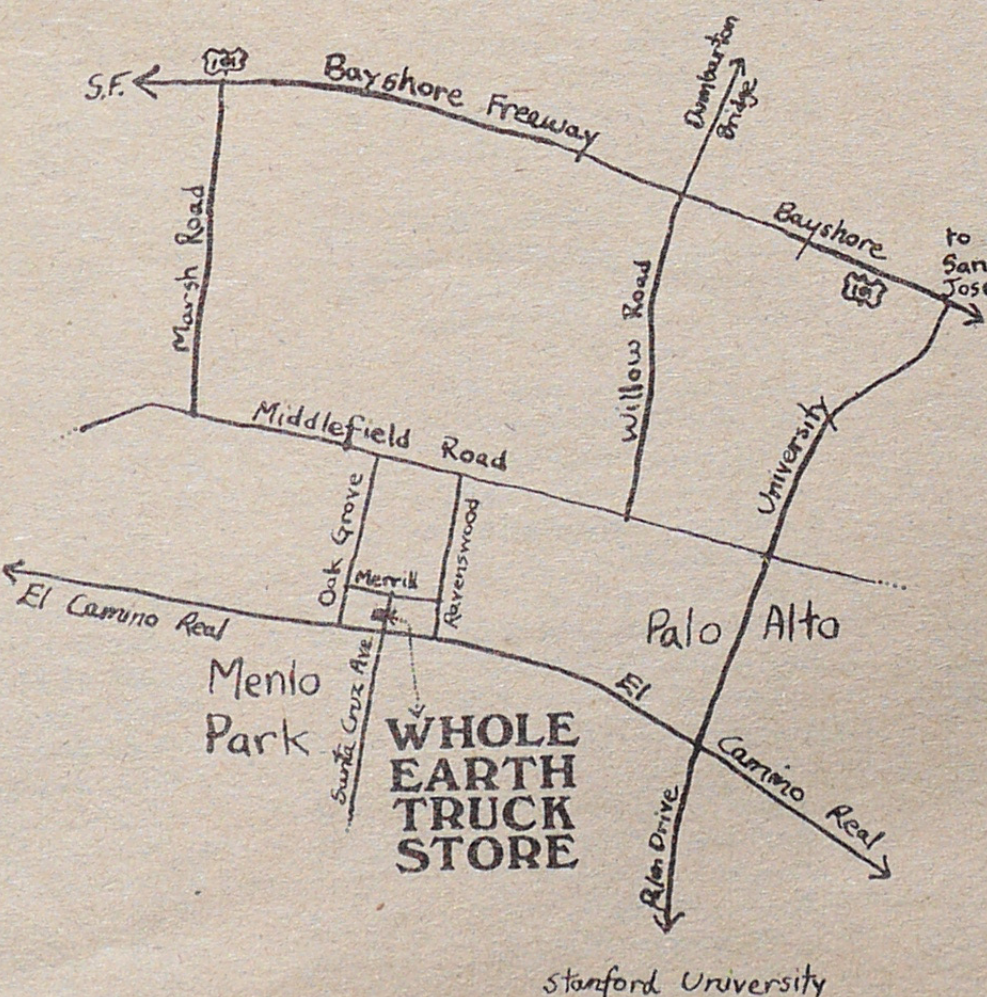 101
S.F.
Bayshore Freeway
Dumbarton
Bridge
Marsh Road
Bayshore
to
San
Jose
101
Willow Road
Middlefield Road
University
Oak Grove
Ravenswood
Merrill
El Camino Real
Palo Alto
Menlo
Park
Santa Cruz Ave.
El Camino Real
WHOLE
EARTH
TRUCK
STORE
Palm Drive
Stanford University